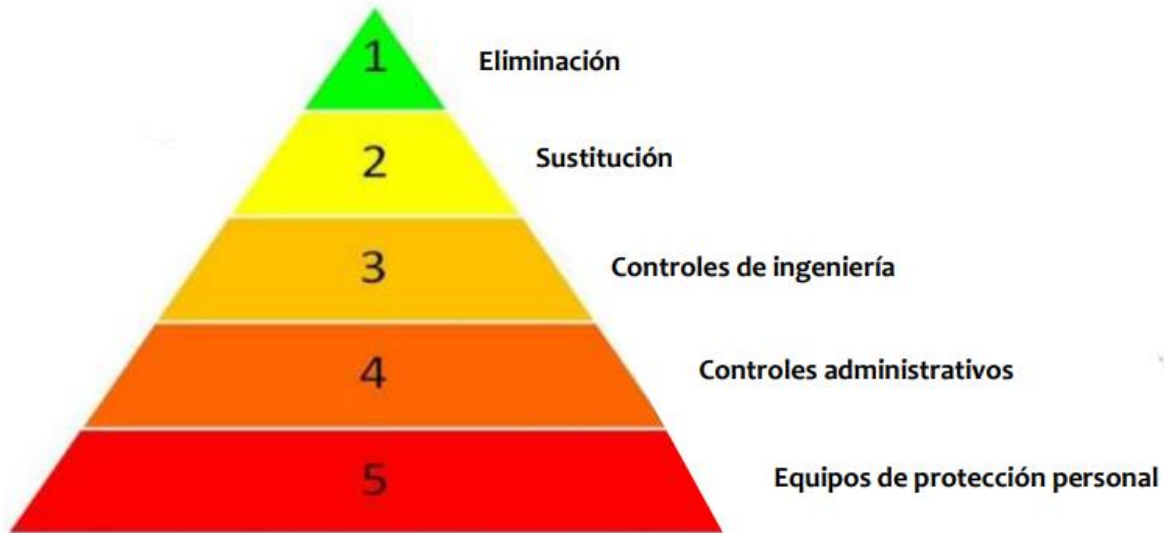 1 Eliminación
2 Sustitución
3 Controles de ingeniería
4 Controles administrativos
5 Equipos de protección personal